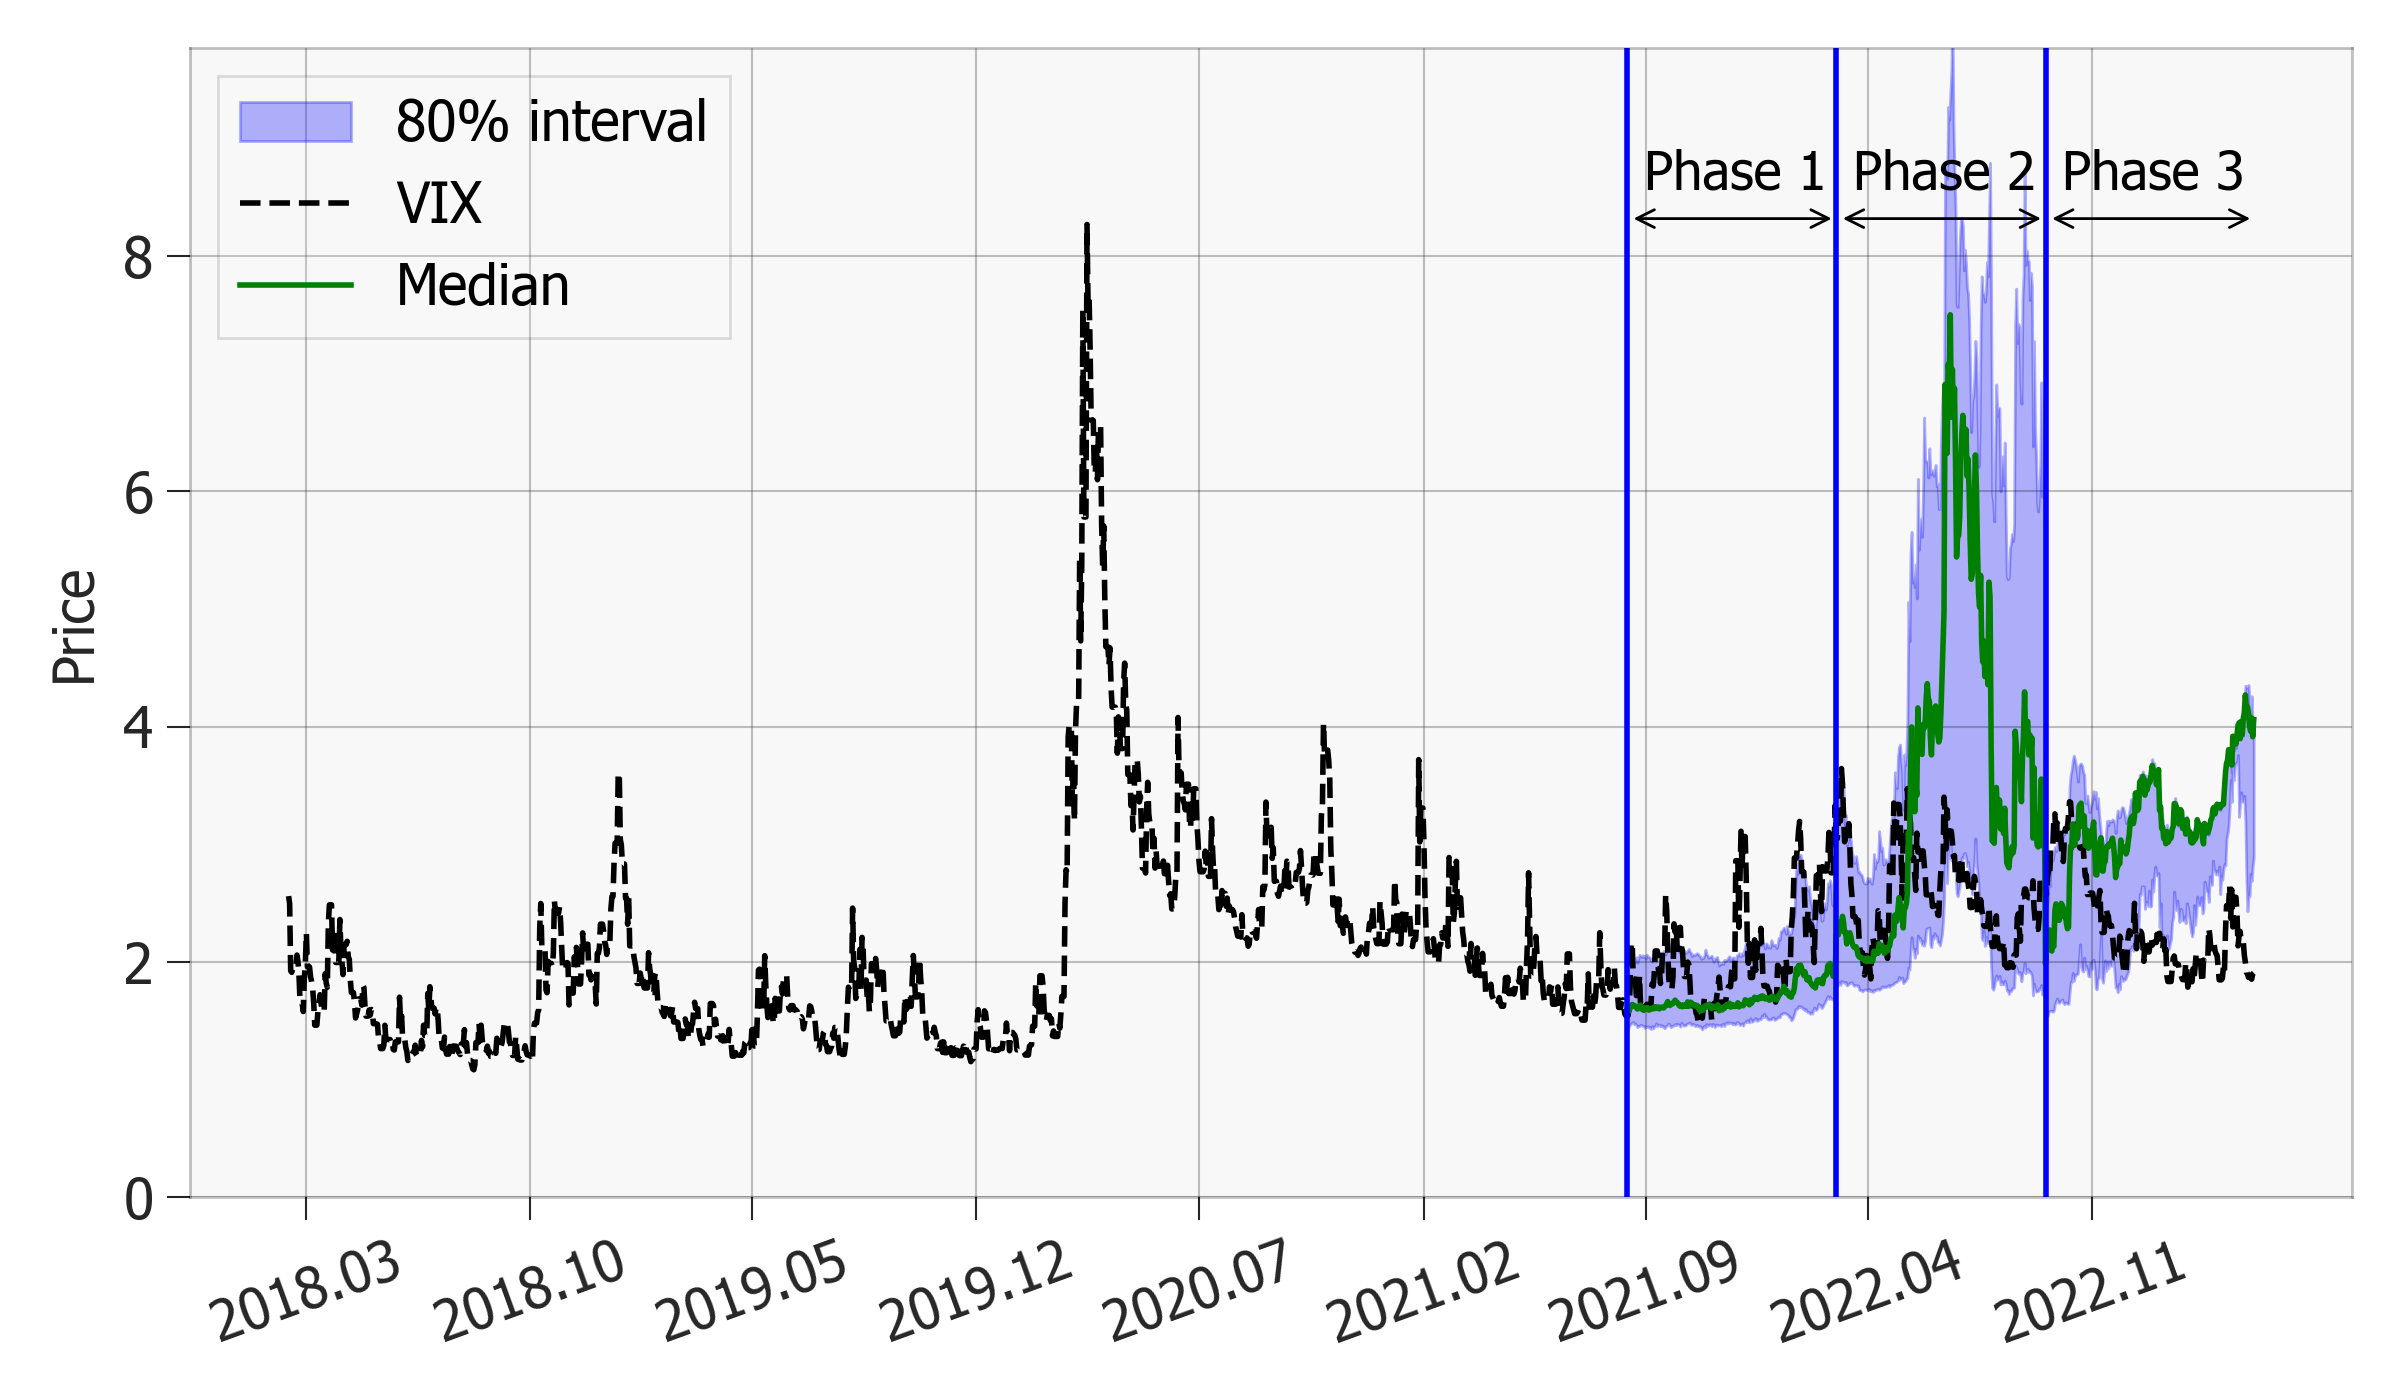 80% interval
VIX
Median
Phase 1
Phase 2
Phase 3
Price
8
6
4
2
0
2018.03
2018.10
2019.05
2019.12
2020.07
2021.02
2021.09
2022.04
2022.11